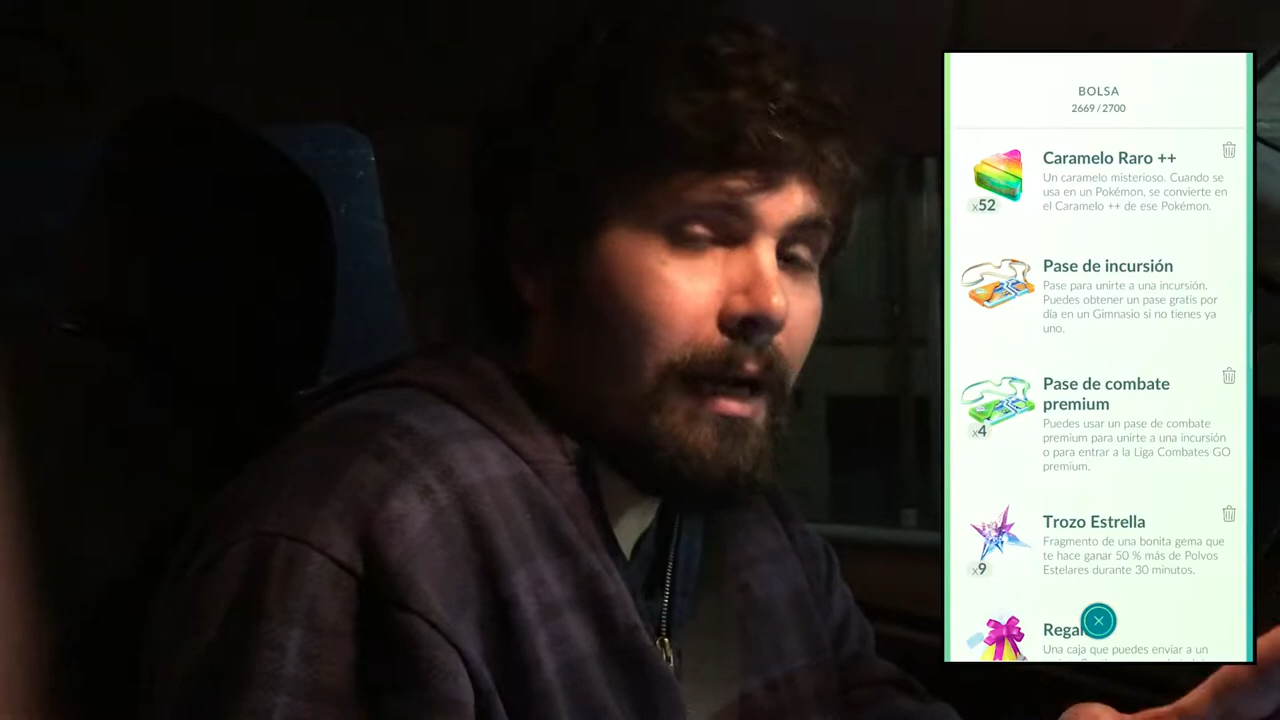 BOLSA
2669 / 2700
Caramelo Raro ++
Un caramelo misterioso. Cuando se
usa en un Pokémon, se convierte en
el Caramelo ++ de ese Pokémon.
x52
Pase de incursión
Pase para unirte a una incursión.
Puedes obtener un pase gratis por
día en un Gimnasio si no tienes ya
uno.
Pase de combate
premium
Puedes usar un pase de combate
premium para unirte a una incursión
o para entrar a la Liga Combates GO
premium.
x4
Trozo Estrella
Fragmento de una bonita gema que
te hace ganar 50 % más de Polvos
Estelares durante 30 minutos.
x9
Rega
Una caja que puedes enviar a un